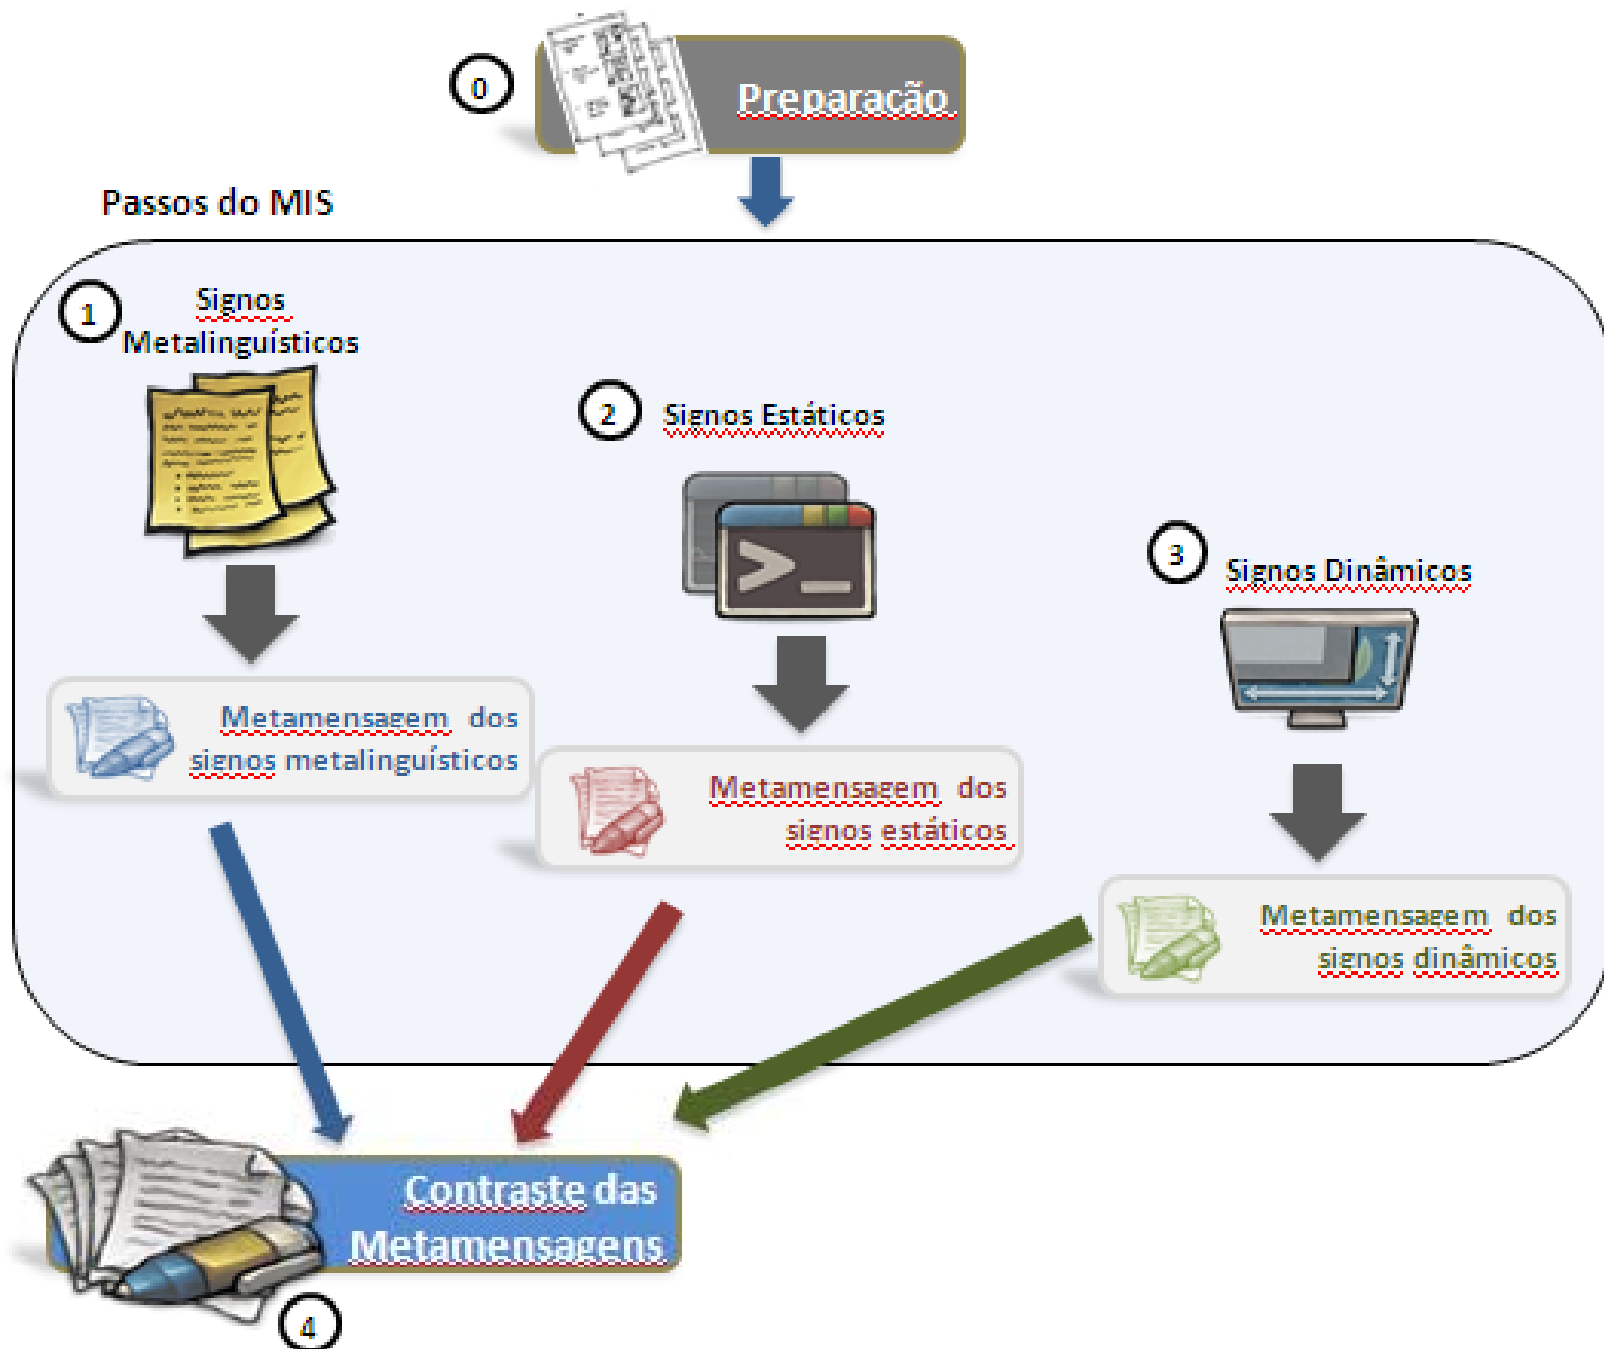 0
Preparação
Passos do MIS
1
Signos
Metalinguísticos
2
Signos Estáticos
3
Signos Dinâmicos
Metamensagem dos
signos metalinguísticos
Metamensagem dos
signos estáticos
Metamensagem dos
signos dinâmicos
Contraste das
Metamensagens
4